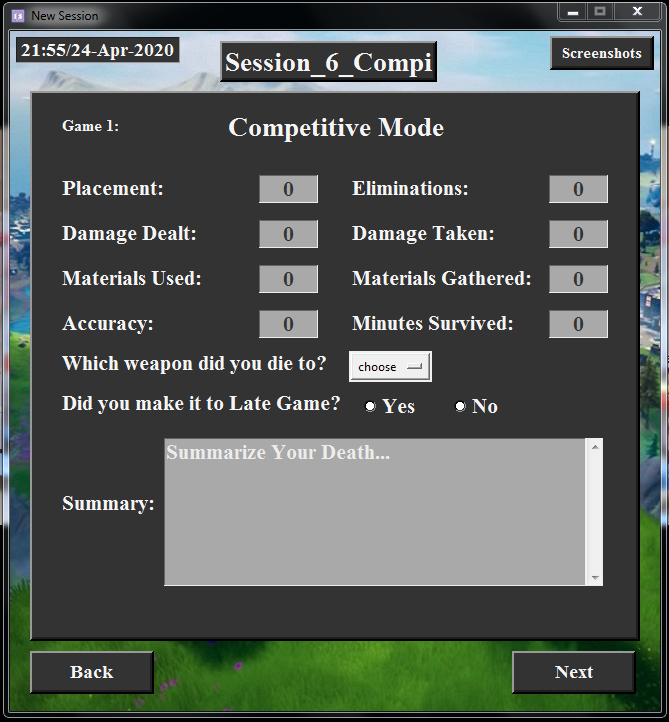 New Session
21:55/24-Apr-2020
Session_6_Compi
Screenshots
Game 1:
Competitive Mode
Placement: 0 Eliminations: 0
Damage Dealt: 0 Damage Taken: 0
Materials Used: 0 Materials Gathered: 0
Accuracy: 0 Minutes Survived: 0
Which weapon did you die to? choose
Did you make it to Late Game? Yes No
Summarize Your Death...
Summary:
Back Next